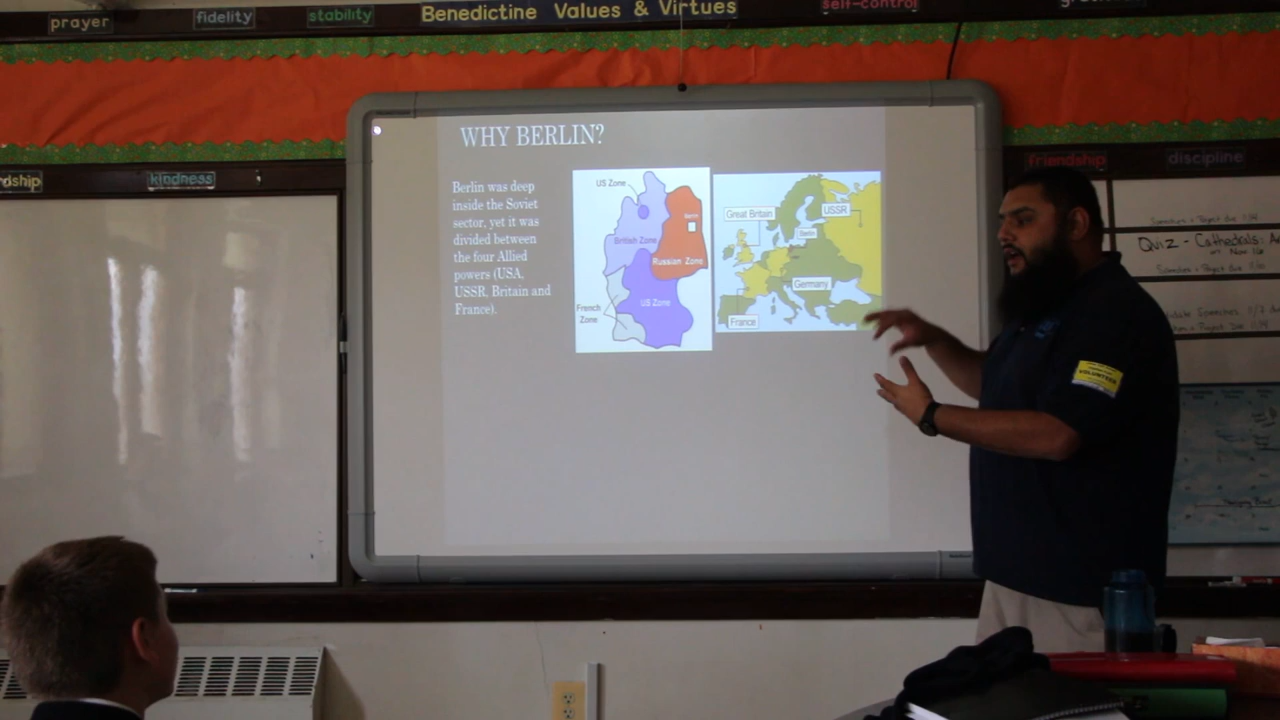 prayer
fidelity
stability
Benedictine Values & Virtues
self-control
kindness
friendship
discipline
WHY BERLIN?
Berlin was deep
inside the Soviet
sector, yet it was
divided between
the four Allied
powers (USA,
USSR, Britain and
France).
US Zone
Berlin
British Zone
Russian Zone
US Zone
French
Zone
Great Britain
USSR
Berlin
Germany
France
Quiz - Cathedrals:
VOLUNTEER